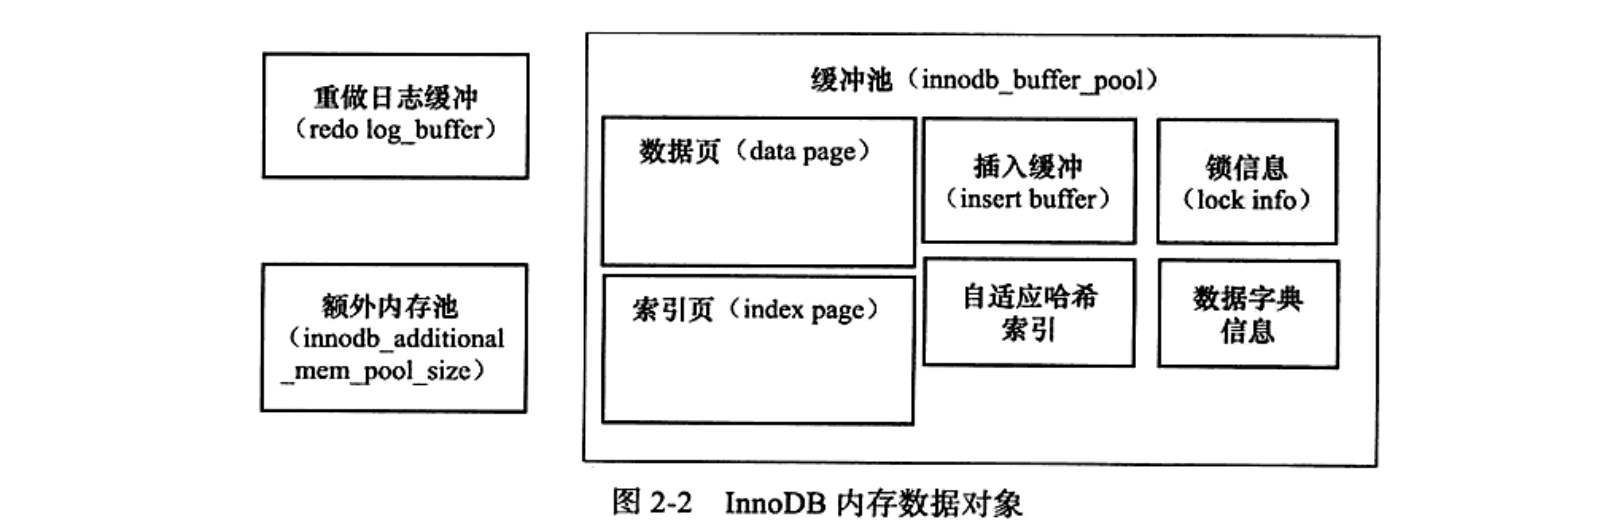 重做日志缓冲
（redo log_buffer）
额外内存池
（innodb_additional
_mem_pool_size）
缓冲池（innodb_buffer_pool）
数据页（data page）
插入缓冲
（insert buffer）
锁信息
（lock info）
索引页（index page）
自适应哈希
索引
数据字典
信息
图 2-2 InnoDB 内存数据对象